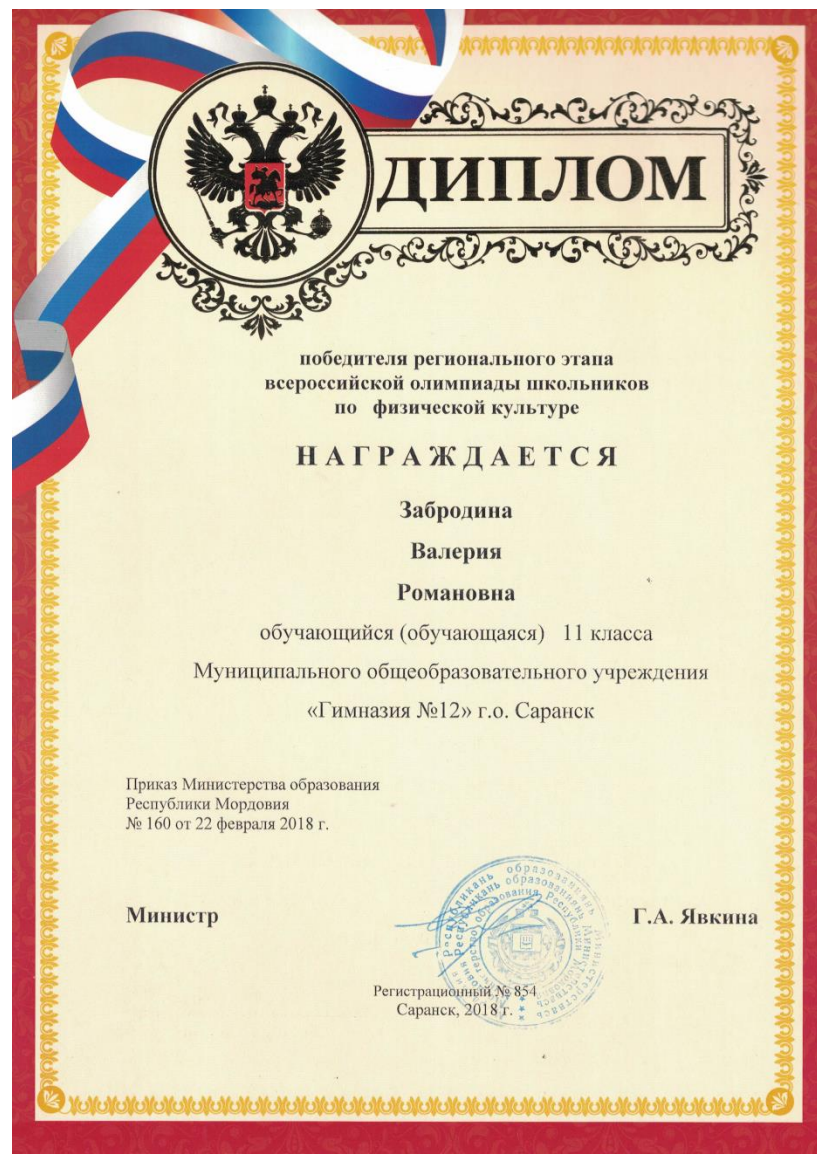 ДИПЛОМ
победителя регионального этапа
всероссийской олимпиады школьников
по физической культуре
НАГРАЖДАЕТСЯ
Забродина
Валерия
Романовна
обучающийся (обучающаяся) 11 класса
Муниципального общеобразовательного учреждения
«Гимназия №12» г.о. Саранск
Приказ Министерства образования
Республики Мордовия
№ 160 от 22 февраля 2018 г.
Министр
Г.А. Явкина
Регистрационный № 854
Саранск, 2018 г.